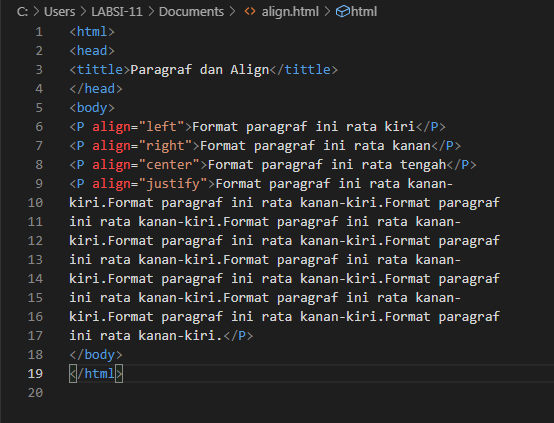 C: > Users > LABSI-11 > Documents > <> align.html > html
1 <html>
2 <head>
3 <tittle>Paragraf dan Align</tittle>
4 </head>
5 <body>
6 <P align="left">Format paragraf ini rata kiri</P>
7 <P align="right">Format paragraf ini rata kanan</P>
8 <P align="center">Format paragraf ini rata tengah</P>
9 <P align="justify">Format paragraf ini rata kanan-
10 kiri.Format paragraf ini rata kanan-kiri.Format paragraf
11 ini rata kanan-kiri.Format paragraf ini rata kanan-
12 kiri.Format paragraf ini rata kanan-kiri.Format paragraf
13 ini rata kanan-kiri.Format paragraf ini rata kanan-
14 kiri.Format paragraf ini rata kanan-kiri.Format paragraf
15 ini rata kanan-kiri.Format paragraf ini rata kanan-
16 kiri.Format paragraf ini rata kanan-kiri.Format paragraf
17 ini rata kanan-kiri.</P>
18 </body>
19 </html>
20